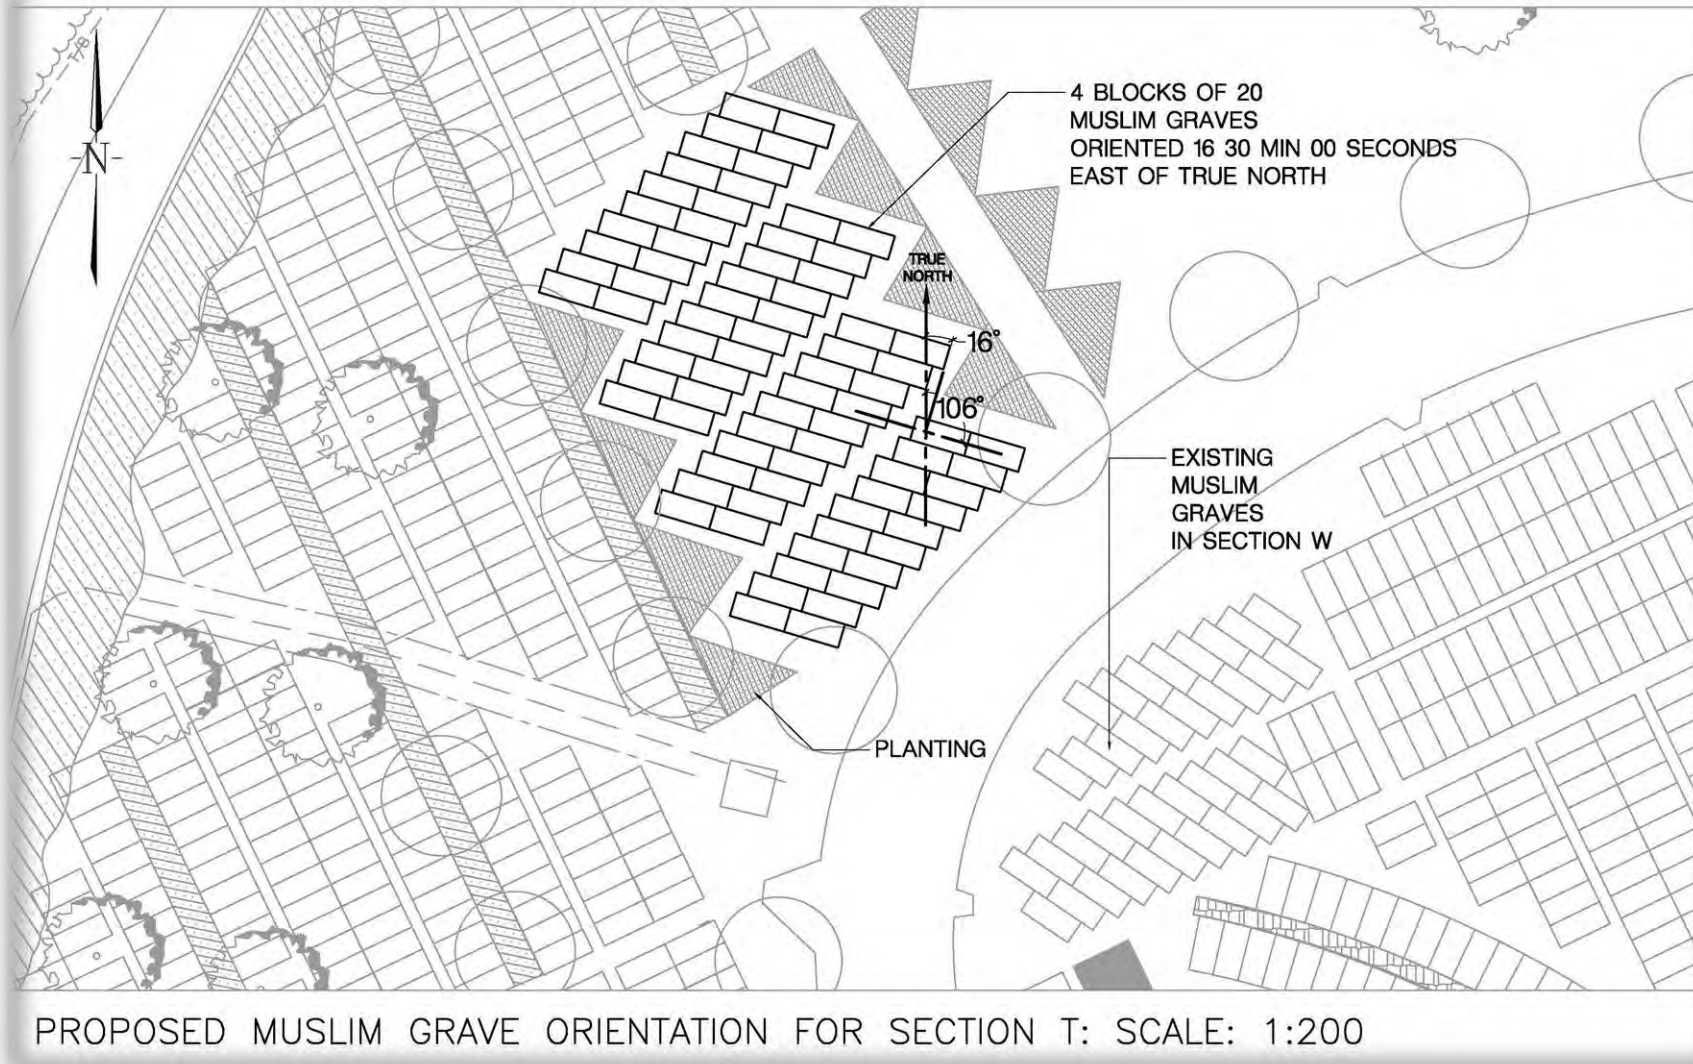 N
4 BLOCKS OF 20
MUSLIM GRAVES
ORIENTED 16 30 MIN 00 SECONDS
EAST OF TRUE NORTH
TRUE
NORTH
16°
106°
EXISTING
MUSLIM
GRAVES
IN SECTION W
PLANTING
PROPOSED MUSLIM GRAVE ORIENTATION FOR SECTION T: SCALE: 1:200